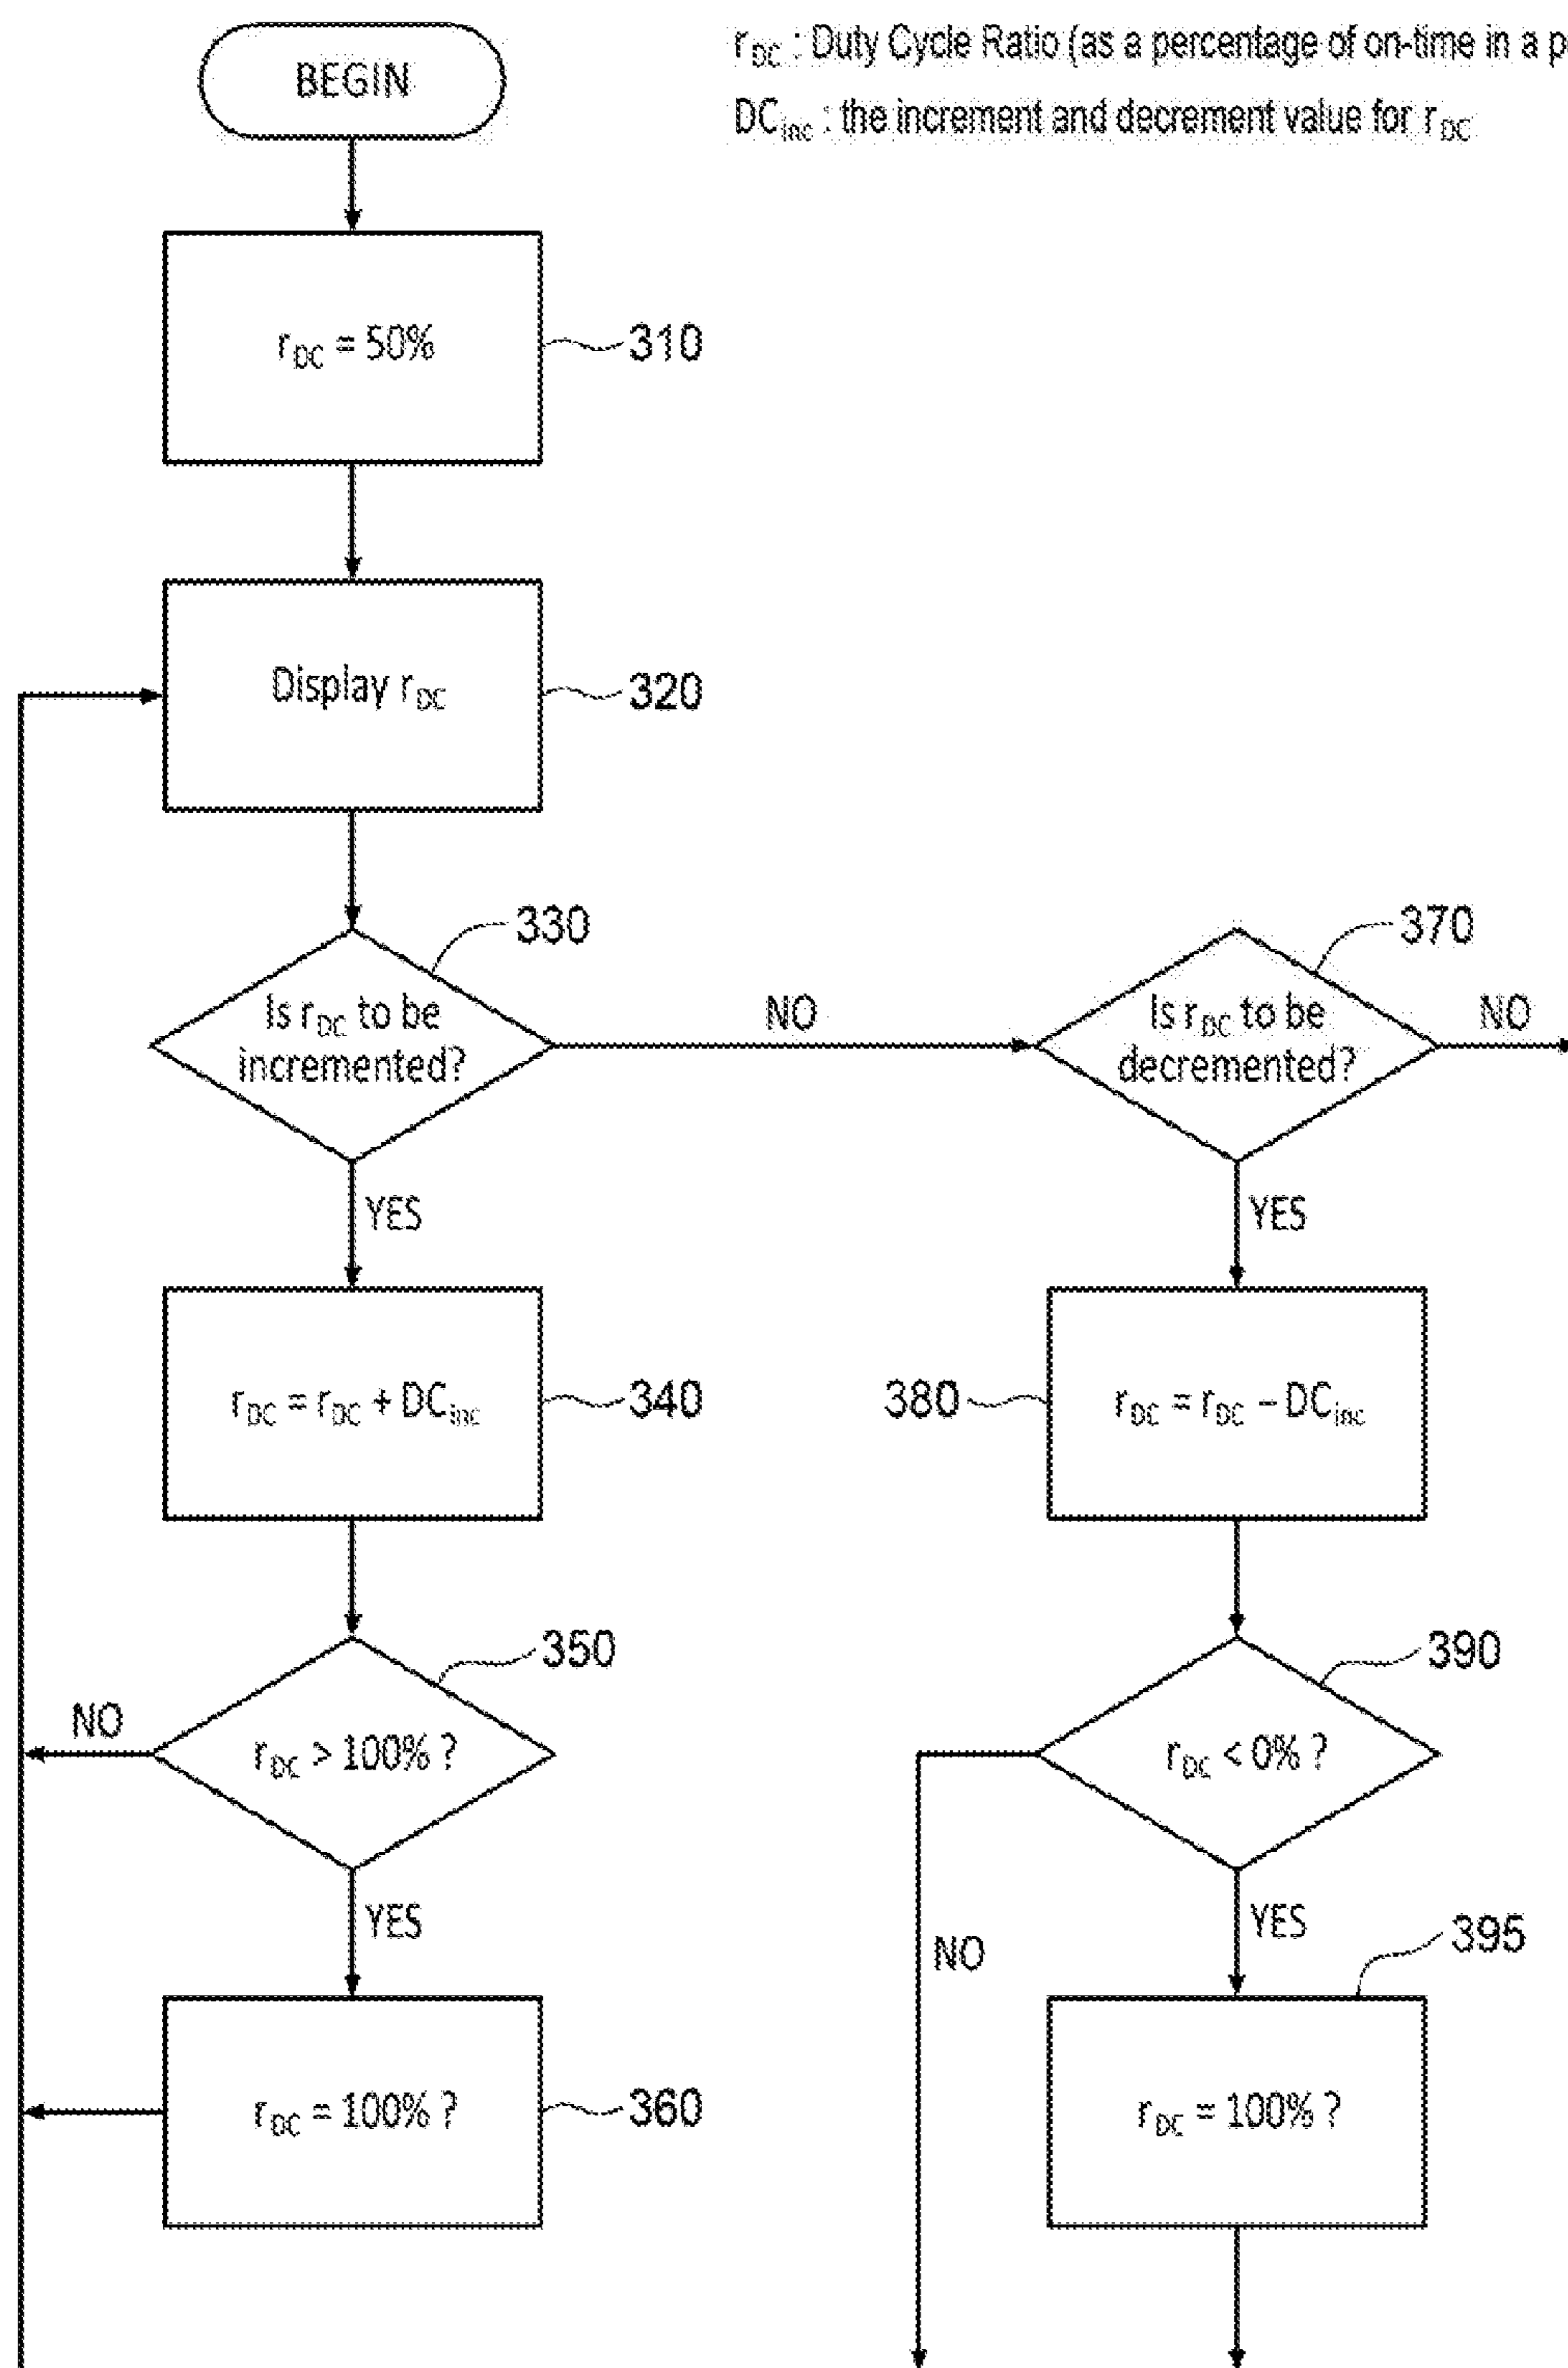 r_DC : Duty Cycle Ratio (as a percentage of on-time in a
DC_inc : the increment and decrement value for r_DC
BEGIN
r_DC = 50%
310
Display r_DC
320
330
Is r_DC to be
incremented?
NO
370
Is r_DC to be
decremented?
NO
YES
YES
r_DC = r_DC + DC_inc
340
380
r_DC = r_DC – DC_inc
350
NO
r_DC > 100% ?
390
r_DC < 0% ?
YES
NO
YES
395
r_DC = 100% ?
360
r_DC = 100% ?